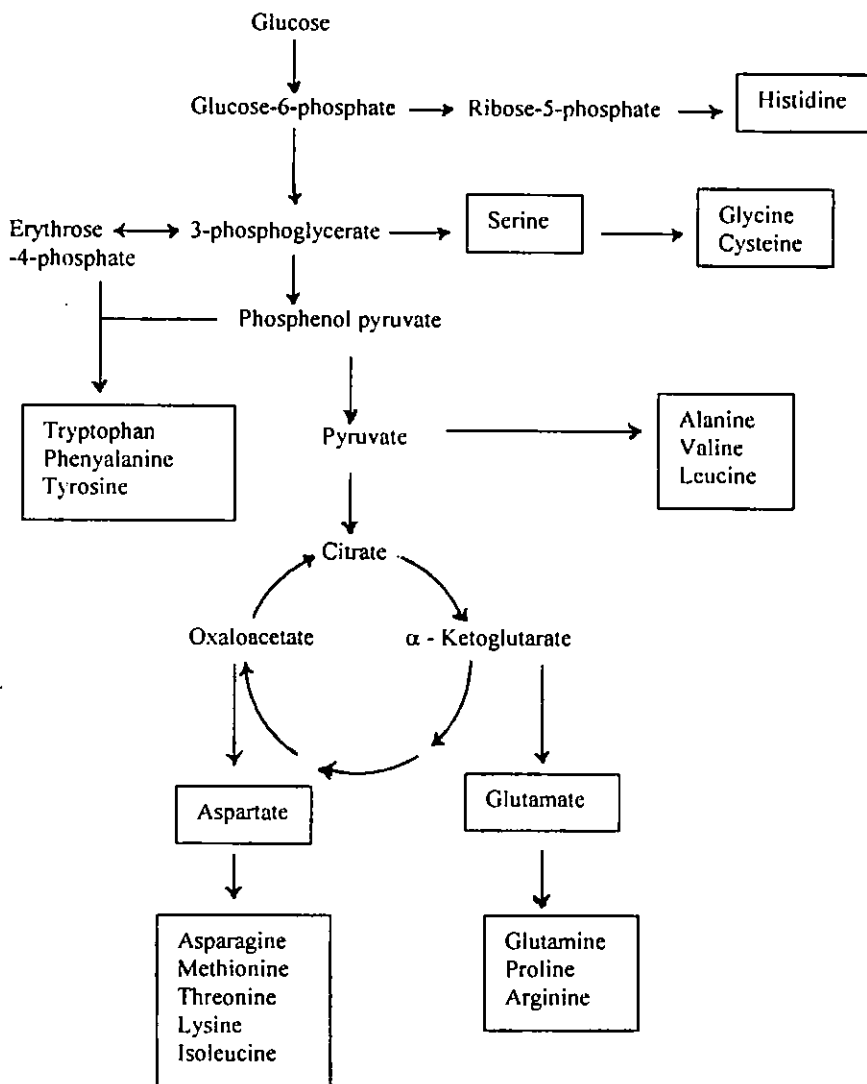 Glucose
Glucose-6-phosphate
Ribose-5-phosphate
Histidine
Erythrose
-4-phosphate
3-phosphoglycerate
Serine
Glycine
Cysteine
Phosphenol pyruvate
Tryptophan
Phenyalanine
Tyrosine
Pyruvate
Alanine
Valine
Leucine
Citrate
Oxaloacetate
α - Ketoglutarate
Aspartate
Glutamate
Asparagine
Methionine
Threonine
Lysine
Isoleucine
Glutamine
Proline
Arginine